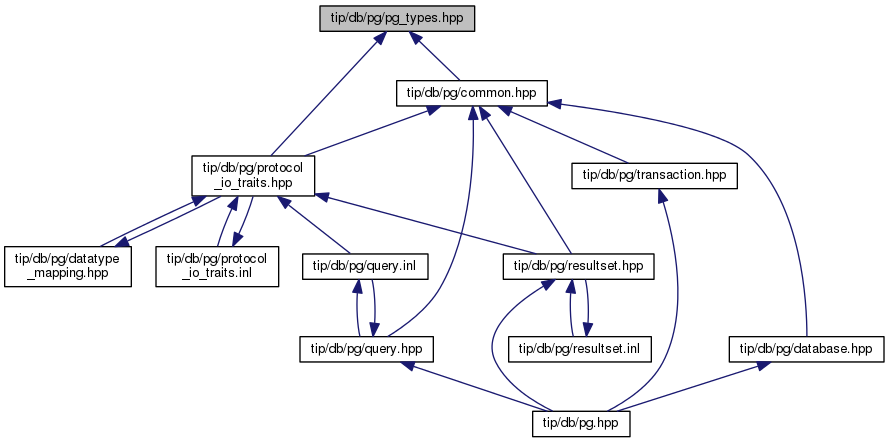 tip/db/pg/pg_types.hpp
tip/db/pg/common.hpp
tip/db/pg/protocol
_io_traits.hpp
tip/db/pg/transaction.hpp
tip/db/pg/datatype
_mapping.hpp
tip/db/pg/protocol
_io_traits.inl
tip/db/pg/query.inl
tip/db/pg/resultset.hpp
tip/db/pg/query.hpp
tip/db/pg/resultset.inl
tip/db/pg/database.hpp
tip/db/pg.hpp